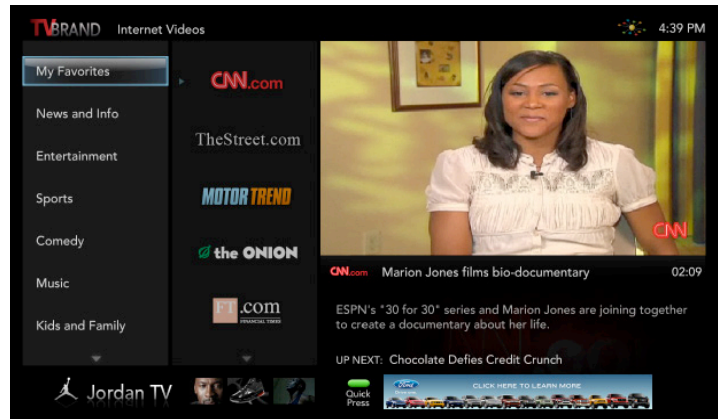 TVBRAND Internet Videos 4:39 PM
My Favorites
News and Info
Entertainment
Sports
Comedy
Music
Kids and Family
CNN.com
TheStreet.com
MOTOR TREND
the ONION
FT.com
FINANCIAL TIMES
CNN
CNN.com Marion Jones films bio-documentary 02:09
ESPN's "30 for 30" series and Marion Jones are joining together
to create a documentary about her life.
UP NEXT: Chocolate Defies Credit Crunch
Jordan TV
Quick
Press
Ford
CLICK HERE TO LEARN MORE